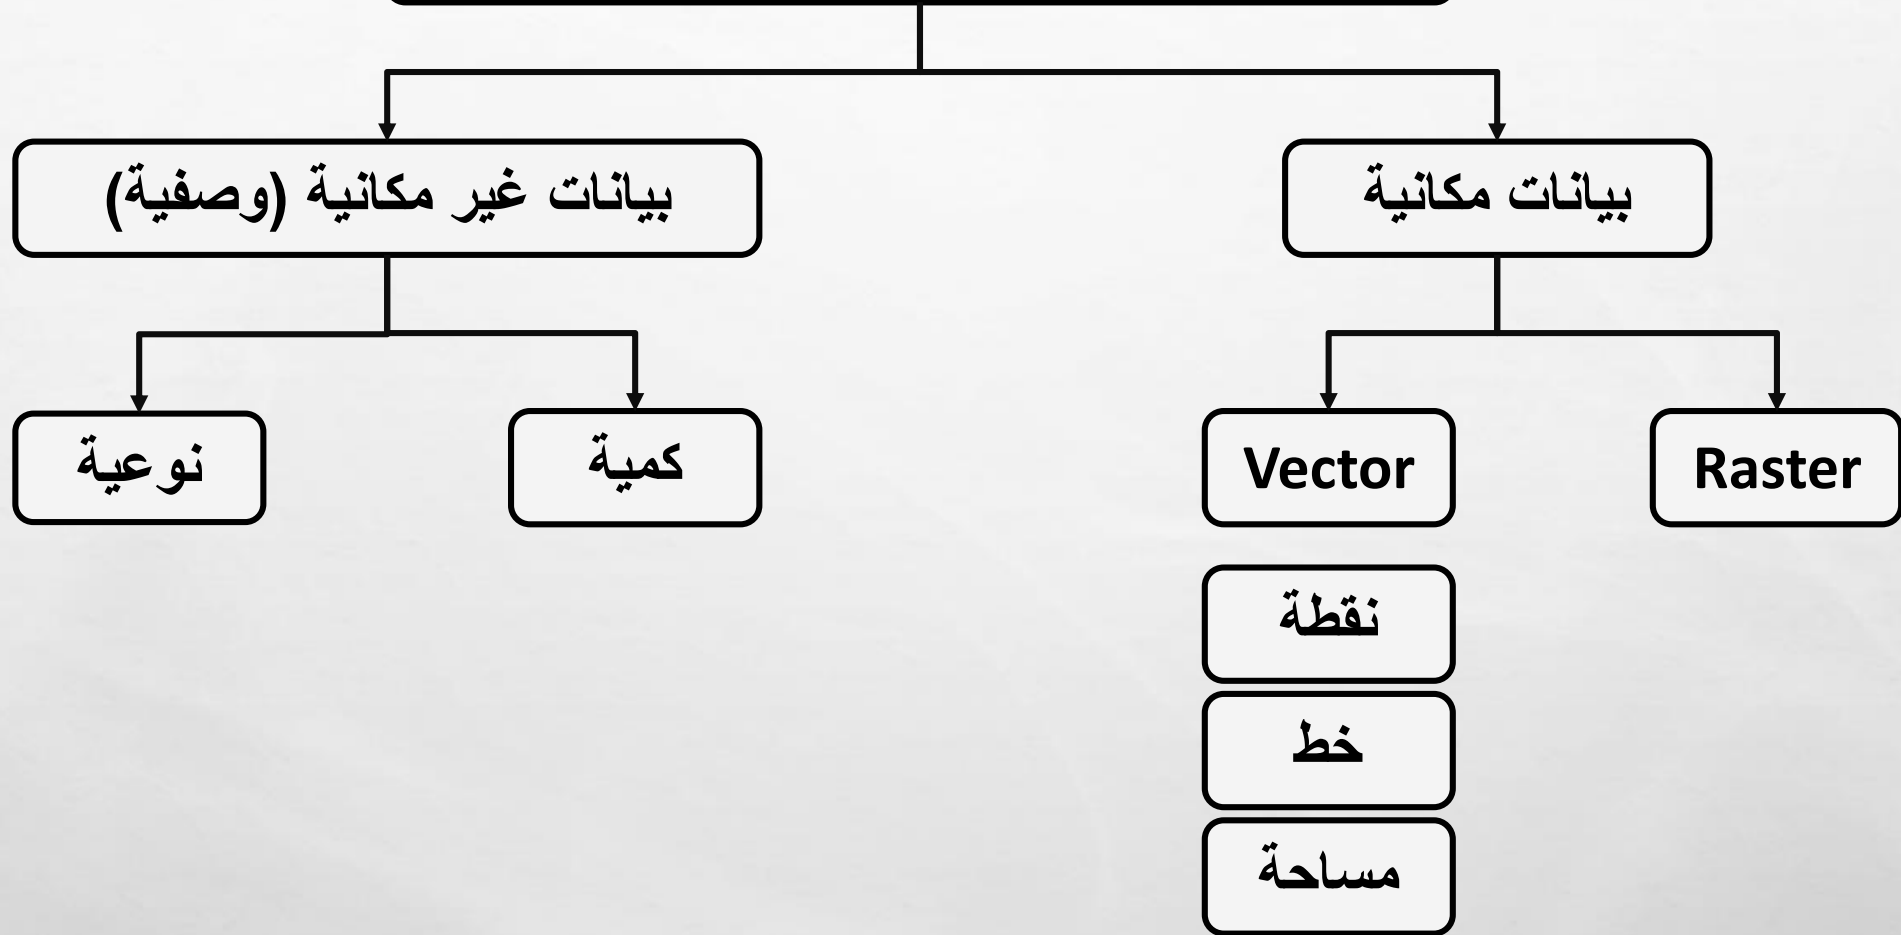 بيانات مكانية
بيانات غير مكانية (وصفية)
Raster
Vector
كمية
نوعية
نقطة
خط
مساحة